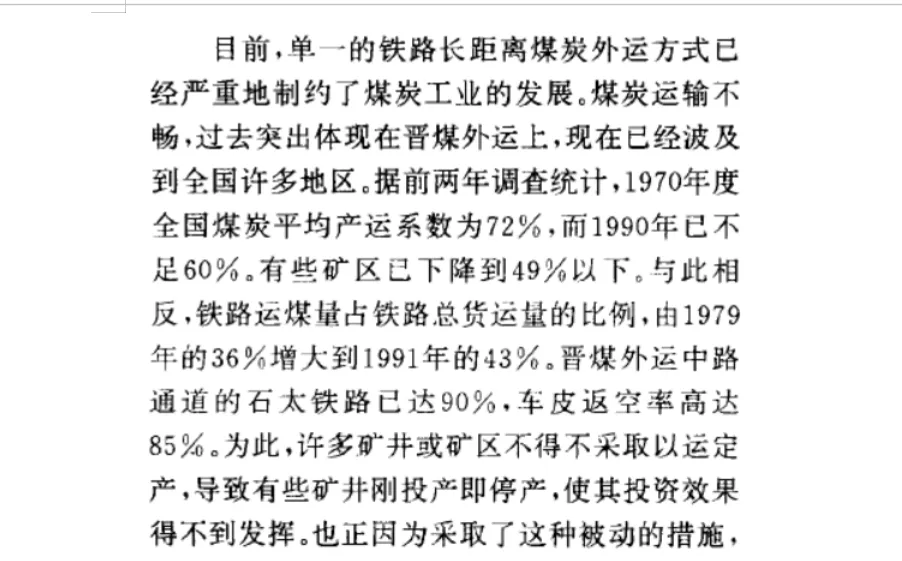 目前,单一的铁路长距离煤炭外运方式已
经严重地制约了煤炭工业的发展。煤炭运输不
畅,过去突出体现在晋煤外运上,现在已经波及
到全国许多地区。据前两年调查统计,1970年度
全国煤炭平均产运系数为72%,而1990年已不
足60%。有些矿区已下降到49%以下。与此相
反,铁路运煤量占铁路总货运量的比例,由1979
年的36%增大到1991年的43%。晋煤外运中路
通道的石太铁路已达90%,车皮返空率高达
85%。为此,许多矿井或矿区不得不采取以运定
产,导致有些矿井刚投产即停产,使其投资效果
得不到发挥。也正因为采取了这种被动的措施,